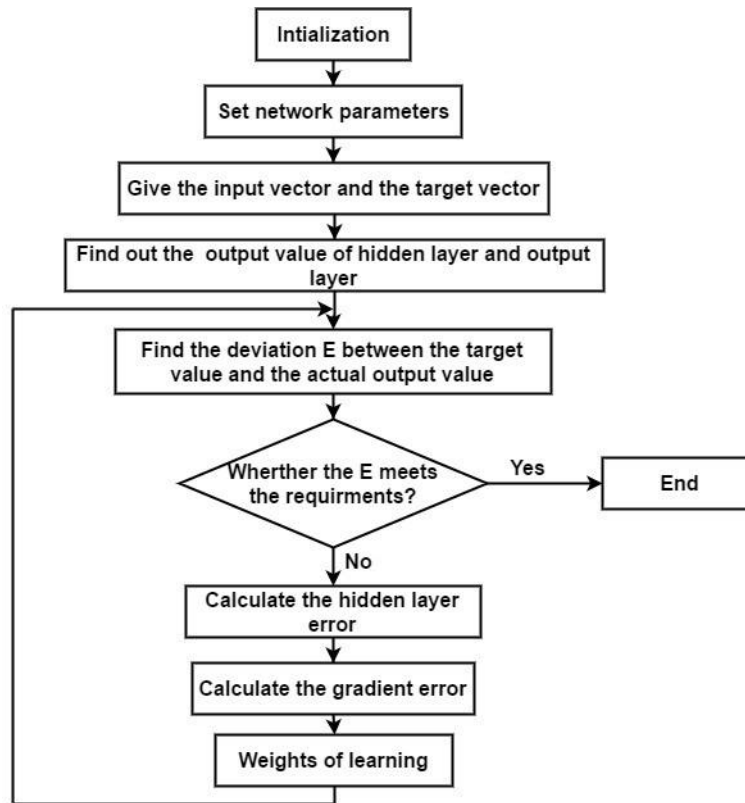 Intialization
Set network parameters
Give the input vector and the target vector
Find out the output value of hidden layer and output
layer
Find the deviation E between the target
value and the actual output value
Wherther the E meets
the requirments?
Yes
End
No
Calculate the hidden layer
error
Calculate the gradient error
Weights of learning